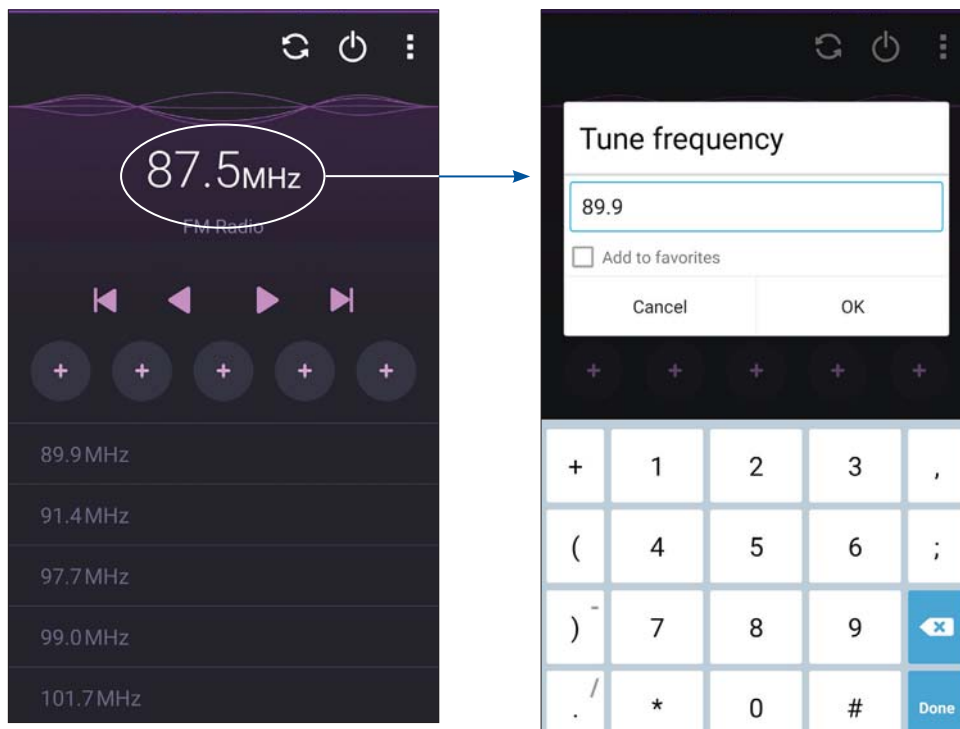 87.5MHz
FM Radio
+ + + + +
89.9MHz
91.4MHz
97.7MHz
99.0MHz
101.7MHz
Tune frequency
89.9
Add to favorites
Cancel OK
+ + + + +
+ 1 2 3 ,
( 4 5 6 ;
) - 7 8 9
. / * 0 # Done